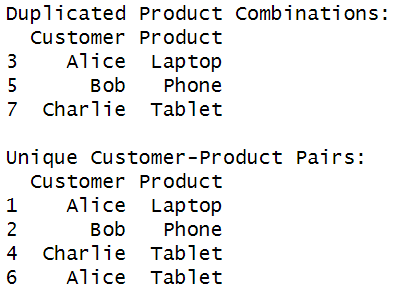 Duplicated Product Combinations:
  Customer Product
3    Alice  Laptop
5      Bob   Phone
7  Charlie  Tablet

Unique Customer-Product Pairs:
  Customer Product
1    Alice  Laptop
2      Bob   Phone
4  Charlie  Tablet
6    Alice  Tablet